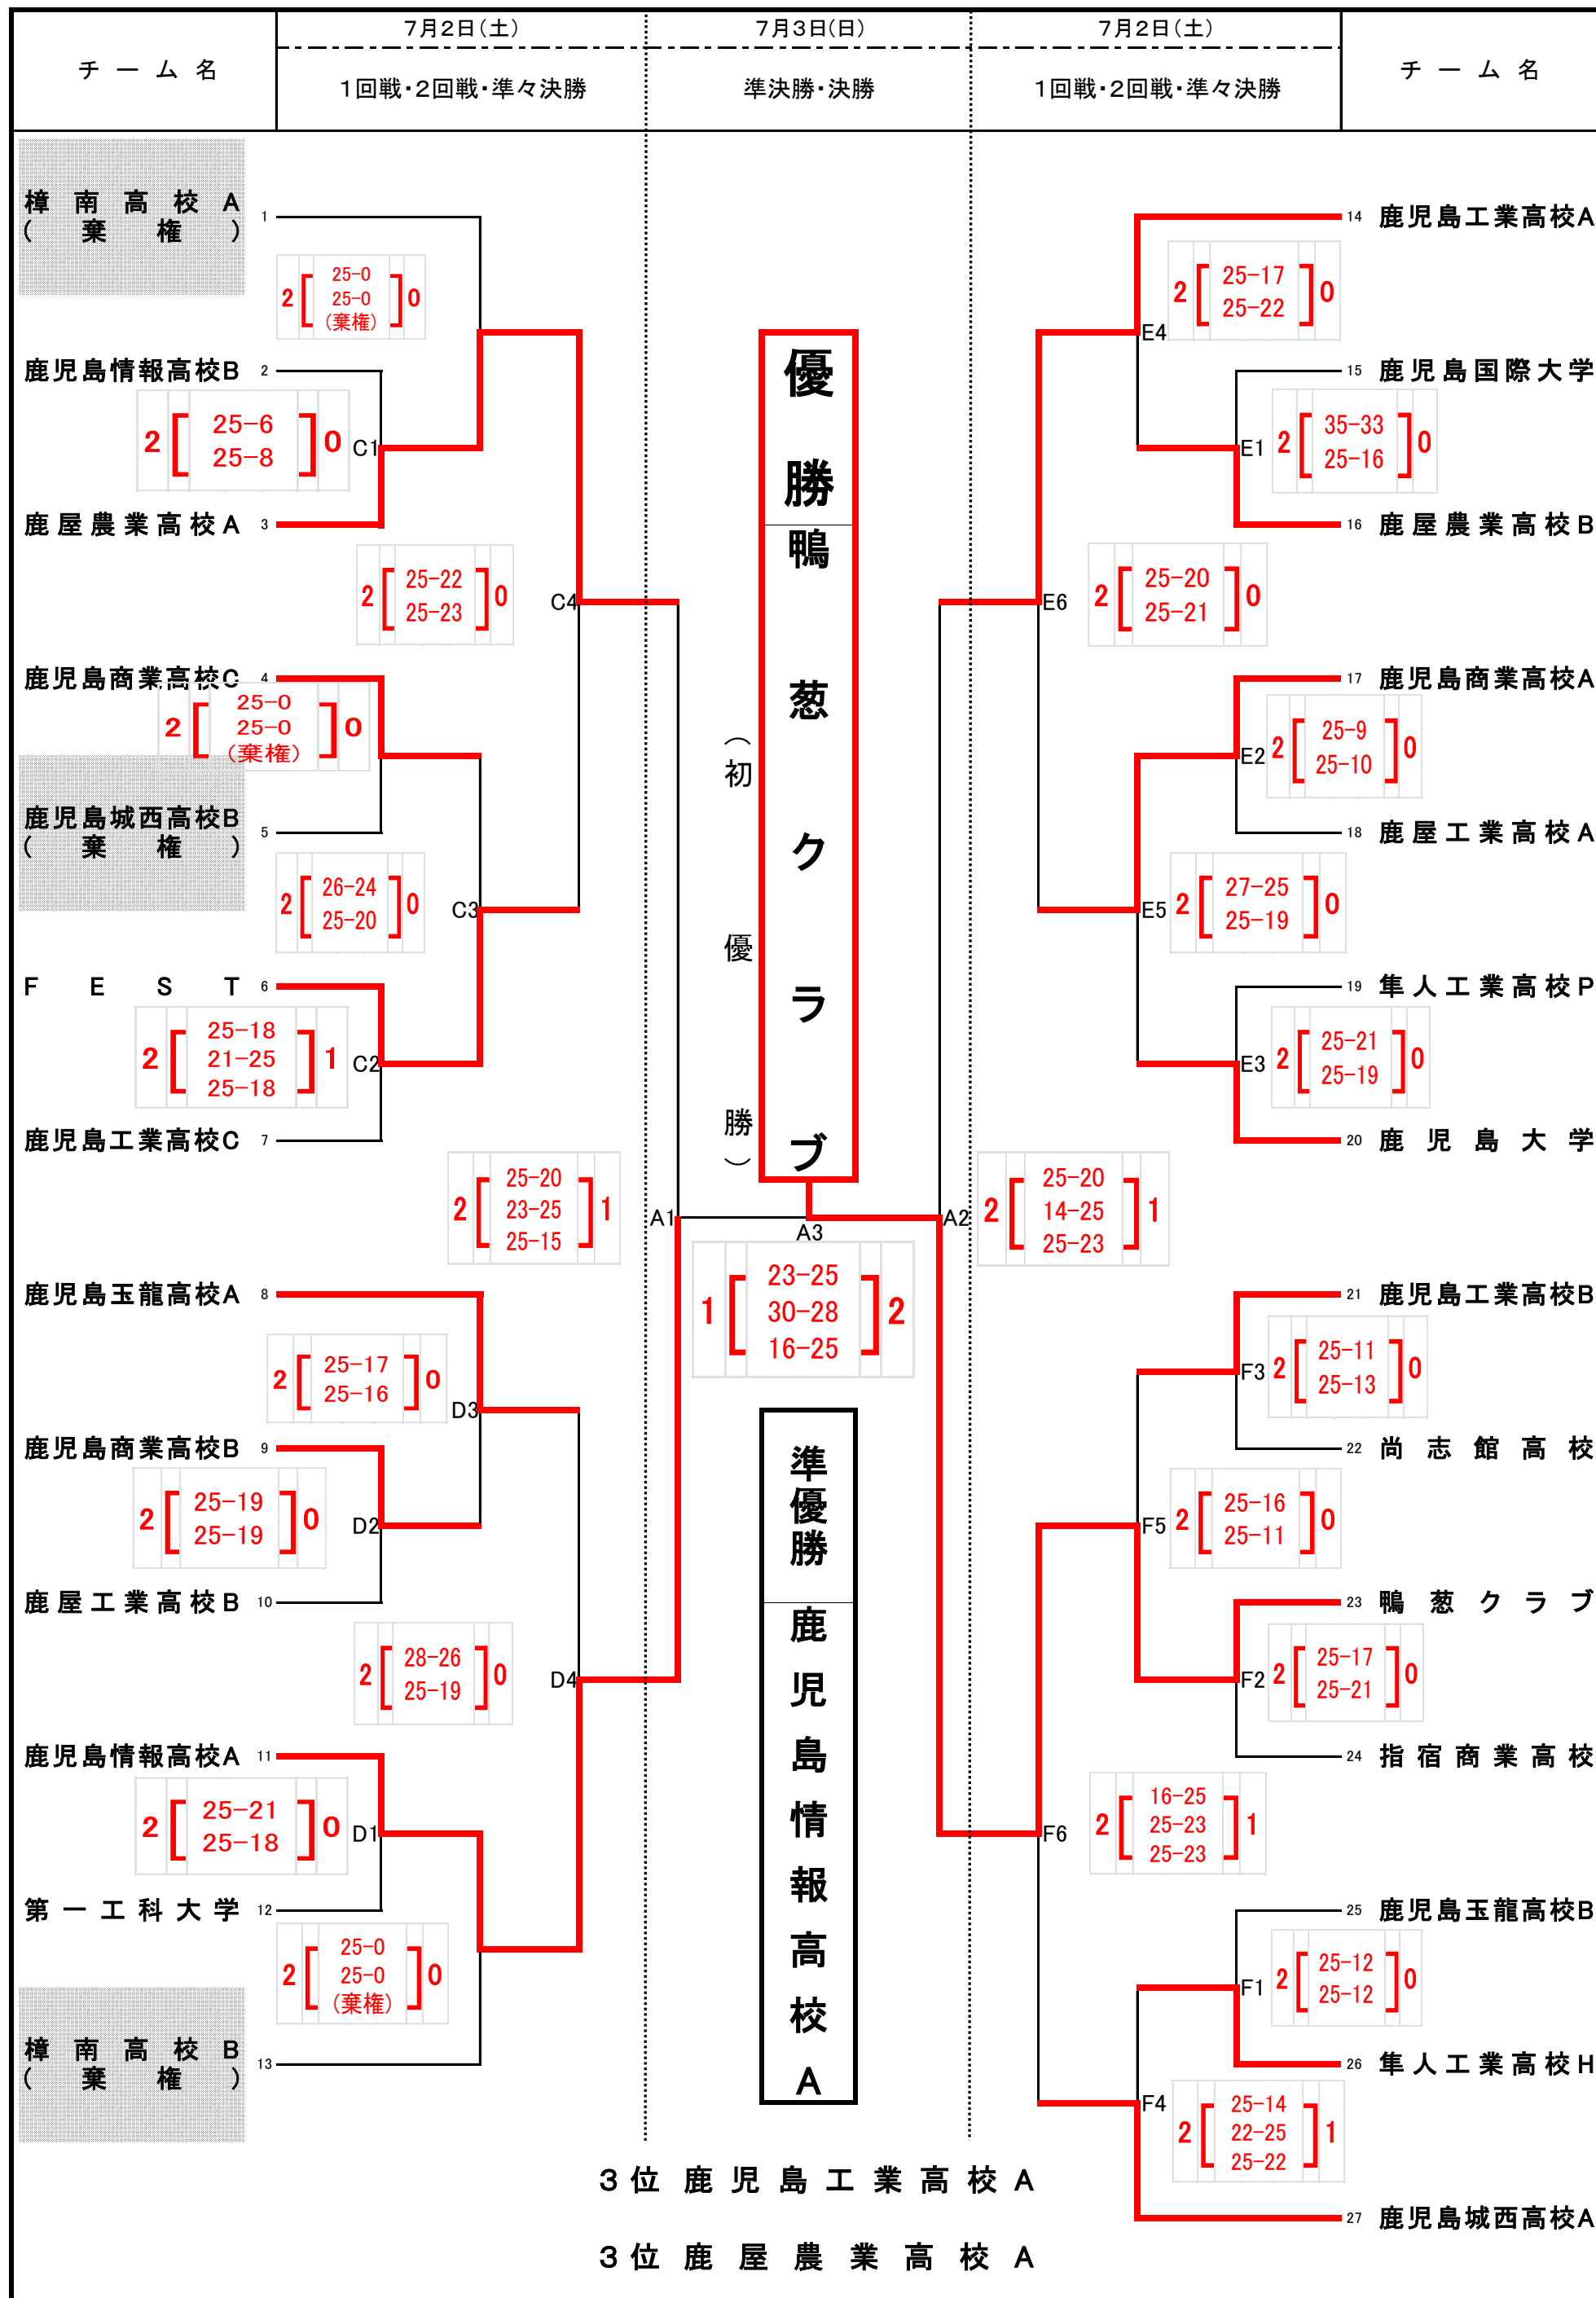 チーム名
7月2日(土)
1回戦・2回戦・準々決勝
7月3日(日)
準決勝・決勝
7月2日(土)
1回戦・2回戦・準々決勝
チーム名
樟南高校A
(棄権)
1
2 25-0 0
25-0
(棄権)
鹿児島情報高校B 2
2 25-6 0
25-8
C1
鹿屋農業高校A 3
2 25-22 0
25-23
C4
鹿児島商業高校C 4
2 25-0 0
25-0
(棄権)
鹿児島城西高校B
(棄権)
5
2 26-24 0
25-20
C3
FEST 6
2 25-18 1
21-25
25-18
C2
鹿児島工業高校C 7
2 25-20 1
23-25
25-15
A1
鹿児島玉龍高校A 8
2 25-17 0
25-16
D3
鹿児島商業高校B 9
2 25-19 0
25-19
D2
鹿屋工業高校B 10
2 28-26 0
25-19
D4
鹿児島情報高校A 11
2 25-21 0
25-18
D1
第一工科大学 12
2 25-0 0
25-0
(棄権)
樟南高校B
(棄権)
13
優勝
鴨葱クラブ
(初優勝)
A3
1 23-25 2
30-28
16-25
準優勝
鹿児島情報高校A
3位 鹿児島工業高校A
3位 鹿屋農業高校A
14 鹿児島工業高校A
E4
2 25-17 0
25-22
15 鹿児島国際大学
E1
2 35-33 0
25-16
16 鹿屋農業高校B
E6
2 25-20 0
25-21
17 鹿児島商業高校A
E2
2 25-9 0
25-10
18 鹿屋工業高校A
E5
2 27-25 0
25-19
19 隼人工業高校P
E3
2 25-21 0
25-19
20 鹿児島大学
A2
2 25-20 1
14-25
25-23
21 鹿児島工業高校B
F3
2 25-11 0
25-13
22 尚志館高校
F5
2 25-16 0
25-11
23 鴨葱クラブ
F2
2 25-17 0
25-21
24 指宿商業高校
F6
2 16-25 1
25-23
25-23
25 鹿児島玉龍高校B
F1
2 25-12 0
25-12
26 隼人工業高校H
F4
2 25-14 1
22-25
25-22
27 鹿児島城西高校A